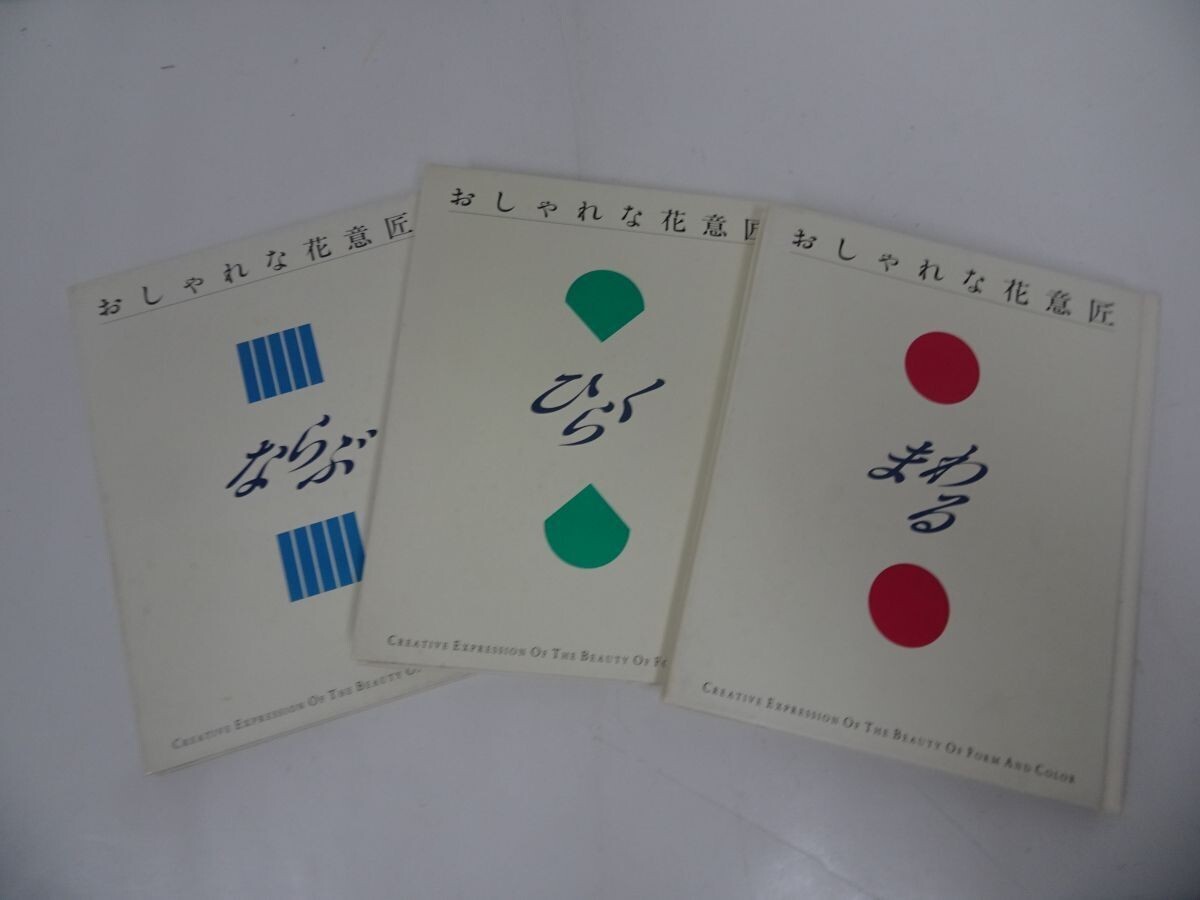 おしゃれな花意匠
ならぶ
CREATIVE EXPRESSION OF THE BEAUTY OF
おしゃれな花意匠
ひらく
CREATIVE EXPRESSION OF THE BEAUTY OF
おしゃれな花意匠
まわる
CREATIVE EXPRESSION OF THE BEAUTY OF FORM AND COLOR